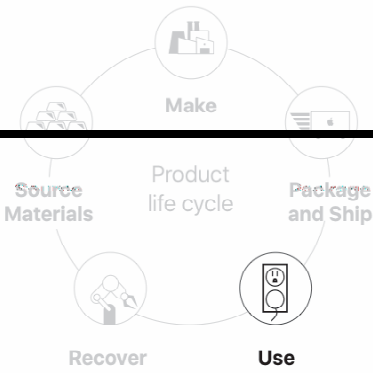 Make
Product
life cycle
Source
Materials
Package
and Ship
Recover
Use